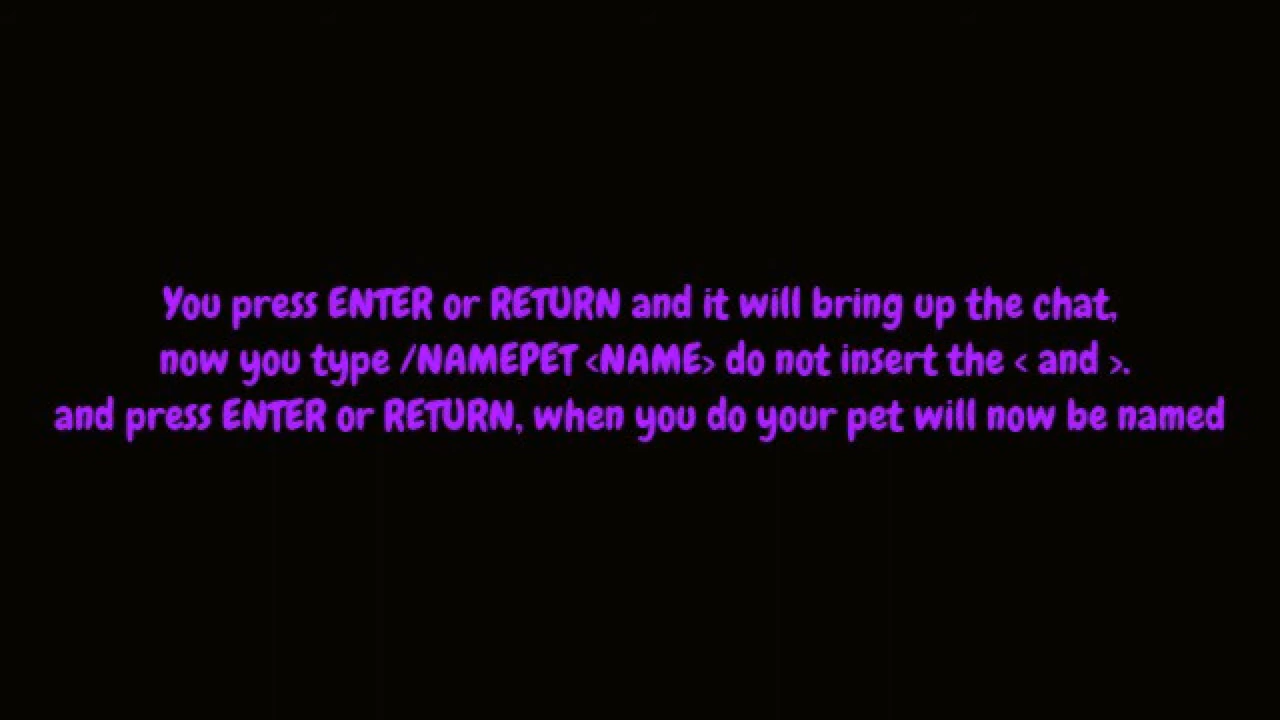 You press ENTER or RETURN and it will bring up the chat,
now you type /NAMEPET <NAME> do not insert the < and >.
and press ENTER or RETURN, when you do your pet will now be named